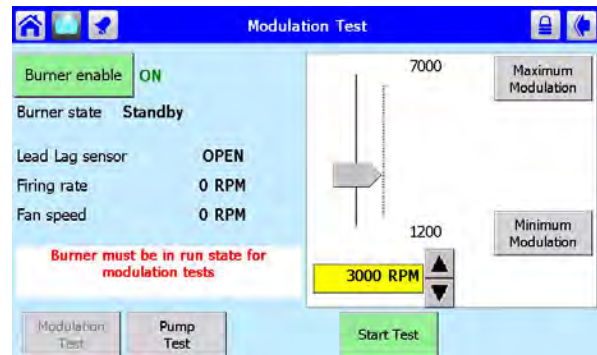 Modulation Test
Burner enable ON
Burner state Standby
Lead Lag sensor OPEN
Firing rate 0 RPM
Fan speed 0 RPM
Burner must be in run state for
modulation tests
Modulation
Test
Pump
Test
7000
1200
3000 RPM
Start Test
Maximum
Modulation
Minimum
Modulation